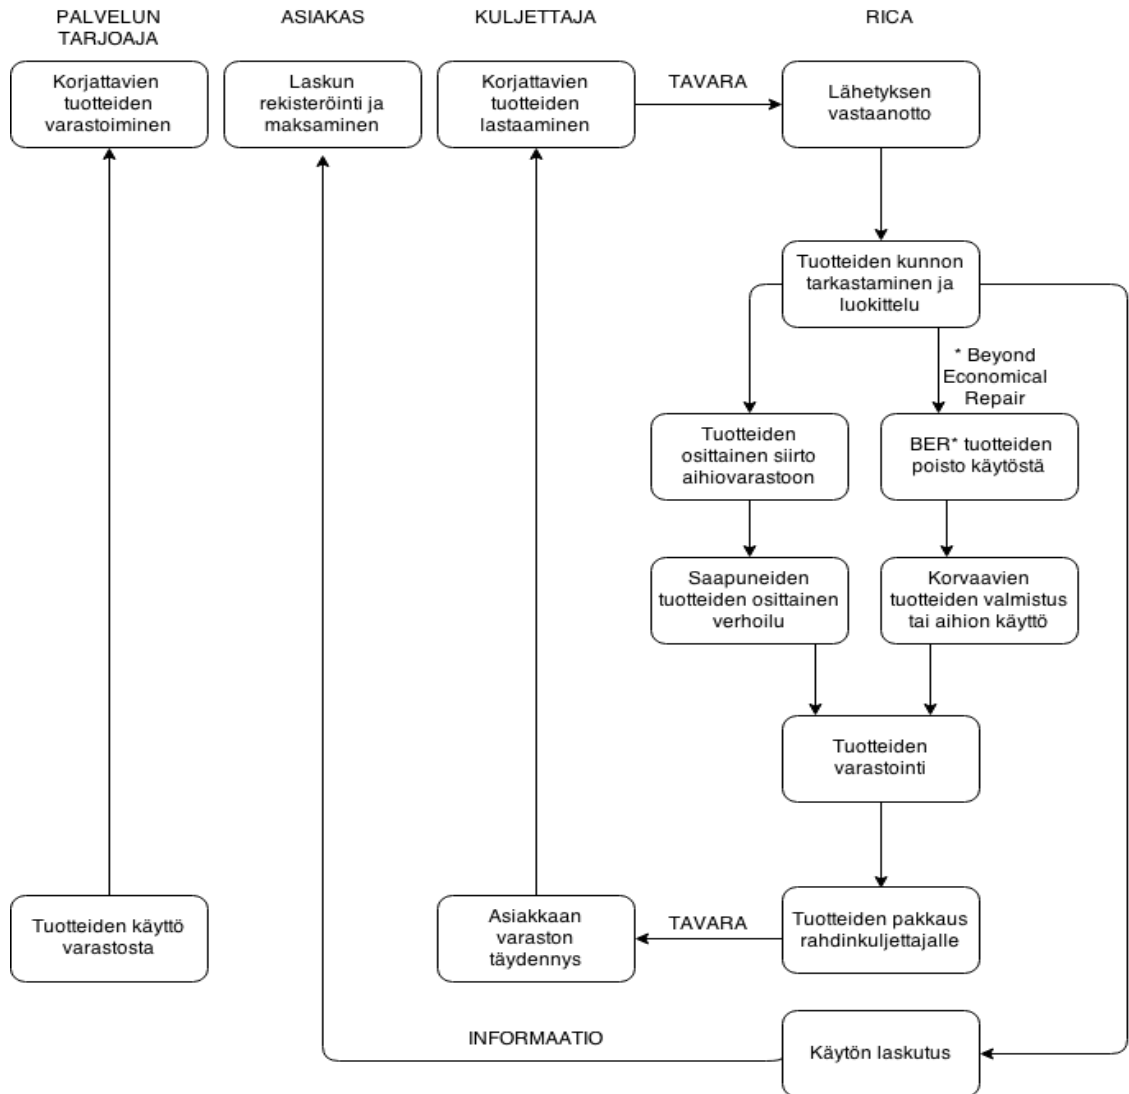 PALVELUN
TARJOAJA
ASIAKAS
KULJETTAJA
RICA
Korjattavien
tuotteiden
varastoiminen
Laskun
rekisteröinti ja
maksaminen
Korjattavien
tuotteiden
lastaaminen
TAVARA
Lähetyksen
vastaanotto
Tuotteiden kunnon
tarkastaminen ja
luokittelu
* Beyond
Economical
Repair
Tuotteiden
osittainen siirto
aihiovarastoon
BER* tuotteiden
poisto käytöstä
Saapuneiden
tuotteiden osittainen
verhoilu
Korvaavien
tuotteiden valmistus
tai aihion käyttö
Tuotteiden
varastointi
Tuotteiden käyttö
varastosta
Asiakkaan
varaston
täydennys
TAVARA
Tuotteiden pakkaus
rahdinkuljettajalle
INFORMAATIO
Käytön laskutus